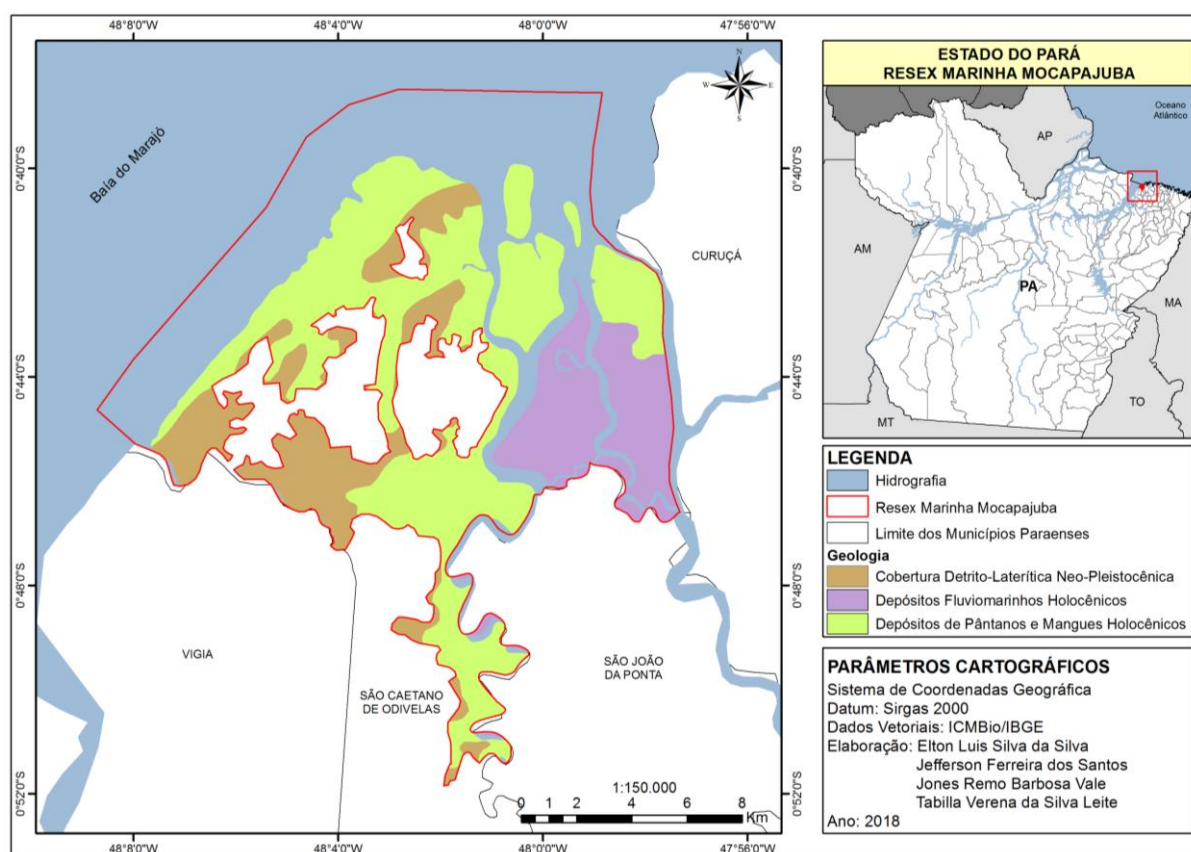 48°8'0"W
48°4'0"W
48°0'0"W
47°56'0"W
0°40'0"S
0°44'0"S
0°48'0"S
0°52'0"S
N
W
E
S
Baía do Marajó
CURUÇÁ
VIGIA
SÃO CAETANO
DE ODIVELAS
SÃO JOÃO
DA PONTA
1:150.000
0 1 2 4 6 8
Km
0°40'0"S
0°44'0"S
0°48'0"S
0°52'0"S
48°8'0"W
48°4'0"W
48°0'0"W
47°56'0"W
ESTADO DO PARÁ
RESEX MARINHA MOCAPAJUBA
Oceano
Atlântico
AP
AM
PA
MA
TO
MT
LEGENDA
Hidrografia
Resex Marinha Mocapajuba
Limite dos Municípios Paraenses
Geologia
Cobertura Detrito-Laterítica Neo-Pleistocênica
Depósitos Fluviomarinhos Holocênicos
Depósitos de Pântanos e Mangues Holocênicos
PARÂMETROS CARTOGRÁFICOS
Sistema de Coordenadas Geográfica
Datum: Sirgas 2000
Dados Vetoriais: ICMBio/IBGE
Elaboração: Elton Luis Silva da Silva
Jefferson Ferreira dos Santos
Jones Remo Barbosa Vale
Tabilla Verena da Silva Leite
Ano: 2018